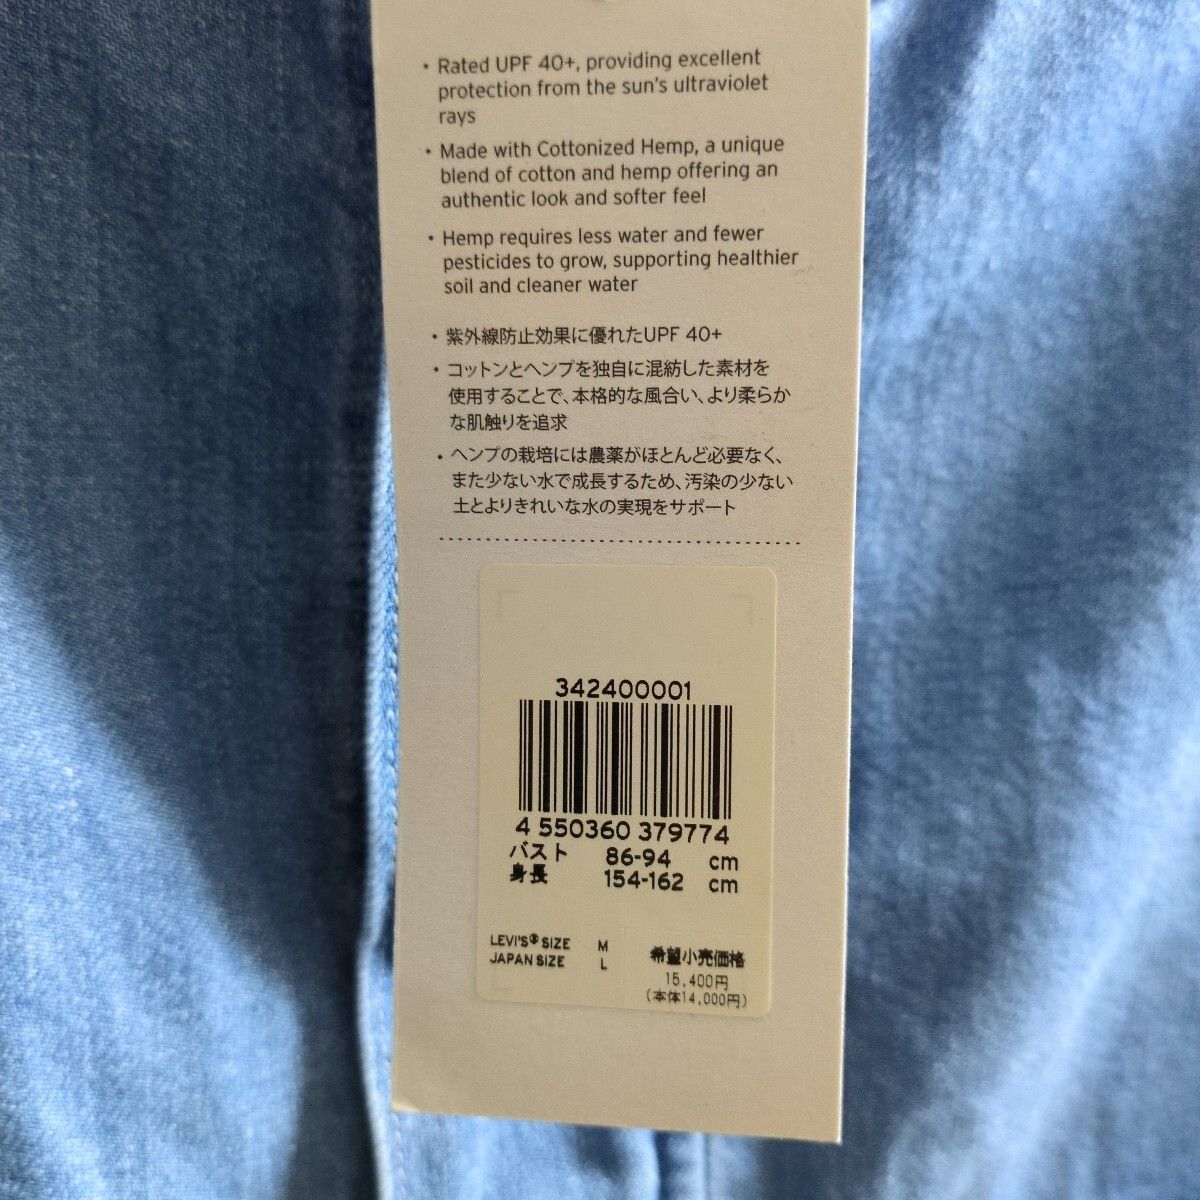 • Rated UPF 40+, providing excellent
protection from the sun's ultraviolet
rays
• Made with Cottonized Hemp, a unique
blend of cotton and hemp offering an
authentic look and softer feel
• Hemp requires less water and fewer
pesticides to grow, supporting healthier
soil and cleaner water
• 紫外線防止効果に優れたUPF 40+
• コットンとヘンプを独自に混紡した素材を
使用することで、本格的な風合い、より柔らか
な肌触りを追求
• ヘンプの栽培には農薬がほとんど必要なく、
また少ない水で成長するため、汚染の少ない
土とよりきれいな水の実現をサポート
342400001
4 550360 379774
バスト 86-94 cm
身長 154-162 cm
LEVI'S® SIZE M
JAPAN SIZE L
希望小売価格
15,400円
(本体14,000円)